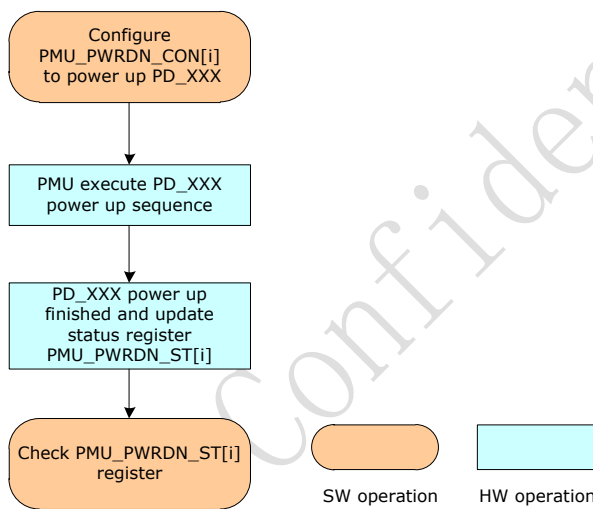 Configure
PMU_PWRDN_CON[i]
to power up PD_XXX
PMU execute PD_XXX
power up sequence
PD_XXX power up
finished and update
status register
PMU_PWRDN_ST[i]
Check PMU_PWRDN_ST[i]
register
SW operation
HW operation
Confiden